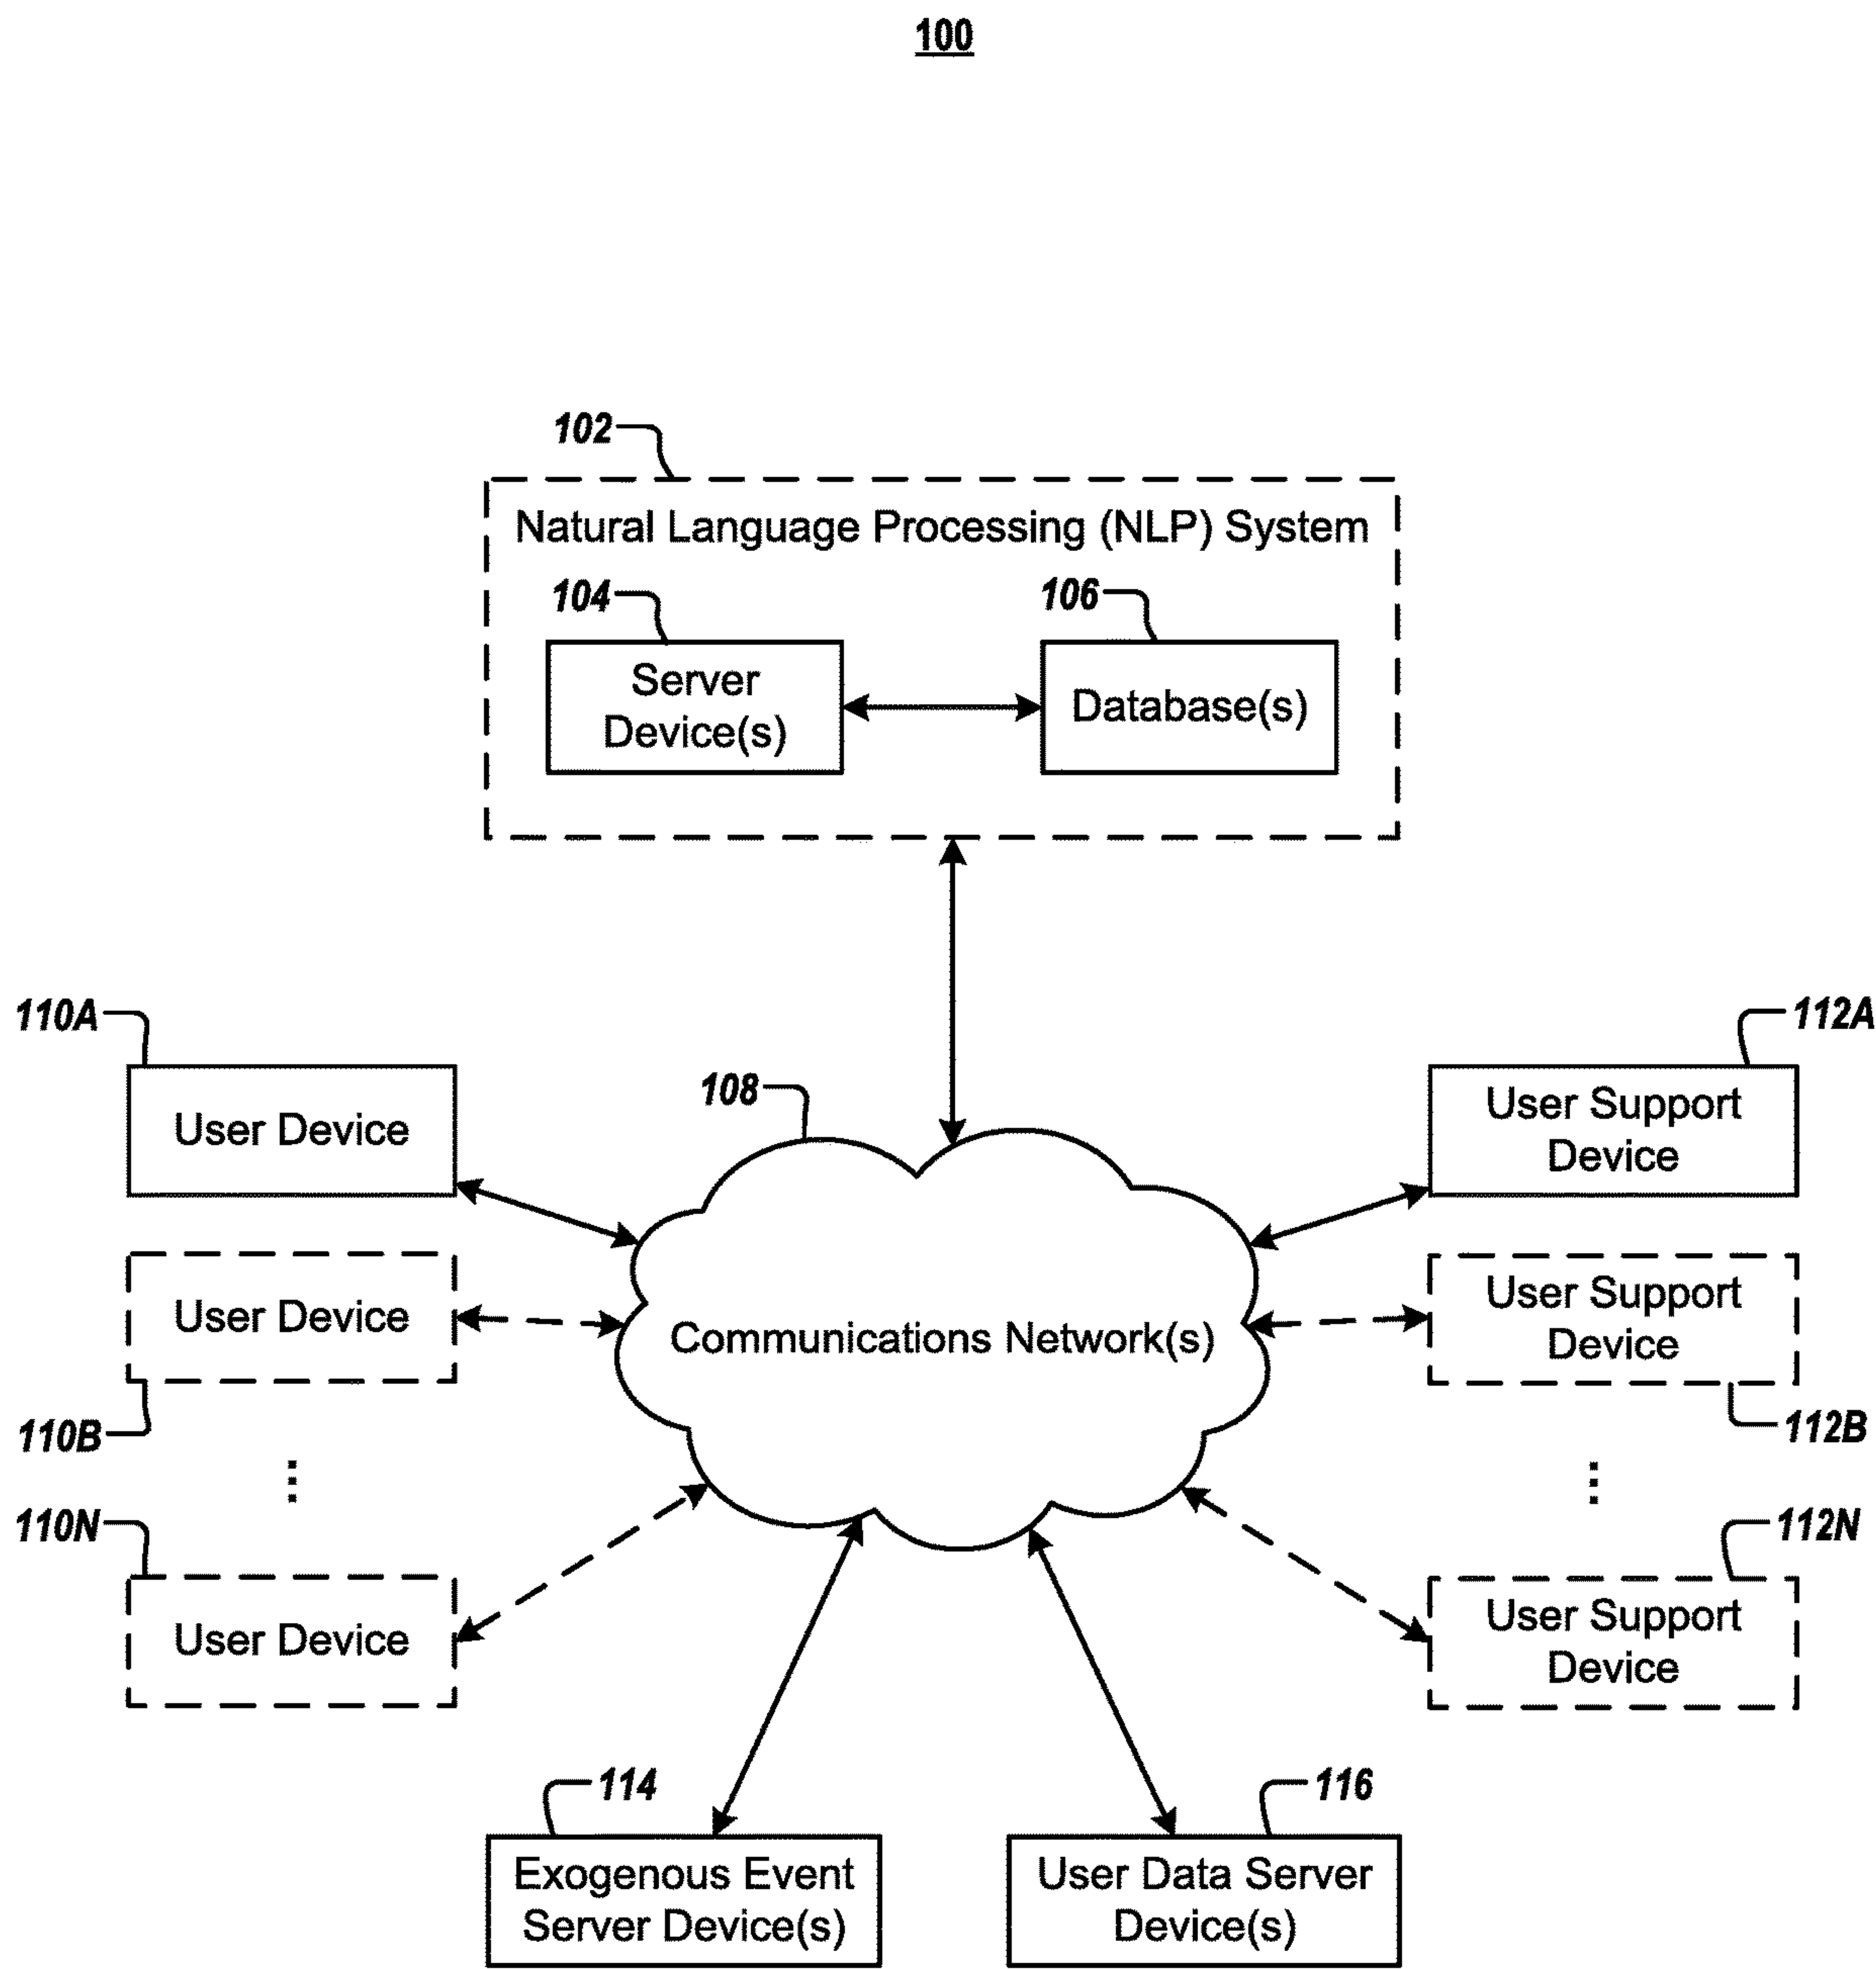 100
102
Natural Language Processing (NLP) System
104
106
Server
Device(s)
Database(s)
110A
112A
108
User Device
User Support
Device
User Device
User Support
Device
Communications Network(s)
110B
112B
⋮
⋮
110N
112N
User Device
User Support
Device
114
116
Exogenous Event
Server Device(s)
User Data Server
Device(s)